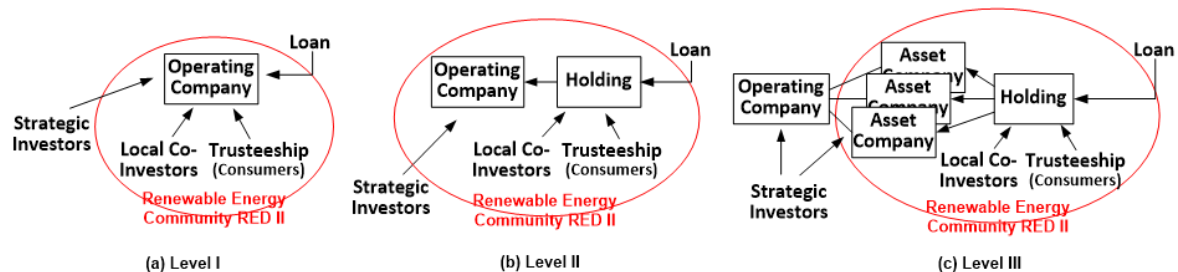 Loan
Operating
Company
Strategic
Investors
Local Co-
Investors
Trusteeship
(Consumers)
Renewable Energy
Community RED II
(a) Level I
Loan
Operating
Company
Holding
Local Co-
Investors
Trusteeship
(Consumers)
Strategic
Investors
Renewable Energy
Community RED II
(b) Level II
Loan
Operating
Company
Asset
Company
Asset
Company
Asset
Company
Holding
Local Co-
Investors
Trusteeship
(Consumers)
Strategic
Investors
Renewable Energy
Community RED II
(c) Level III